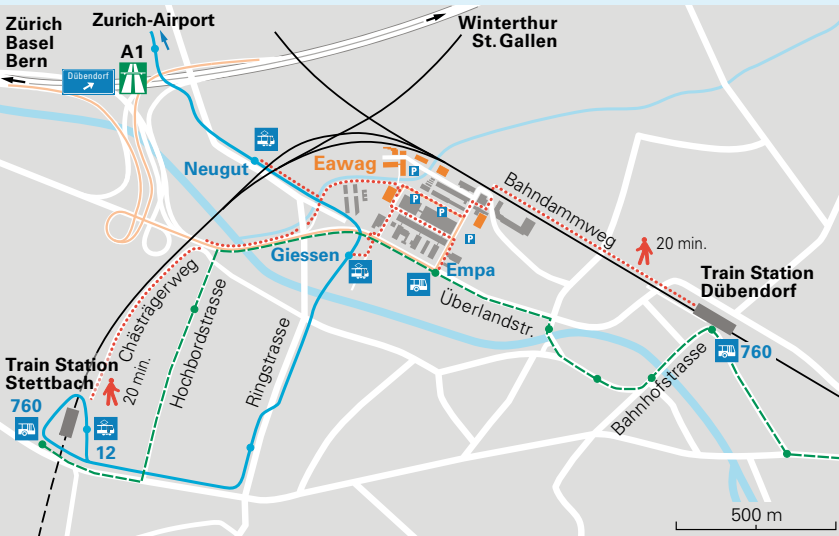 Zürich
Basel
Bern
Zurich-Airport
Winterthur
St. Gallen
A1
Dübendorf
Neugut
Eawag
P
P
P
P
Bahndammweg
20 min.
Giessen
Empa
Train Station
Dübendorf
Überlandstr.
Chästrägerweg
Hochbordstrasse
Ringstrasse
20 min.
Train Station
Stettbach
760
12
760
Bahnhofstrasse
500 m